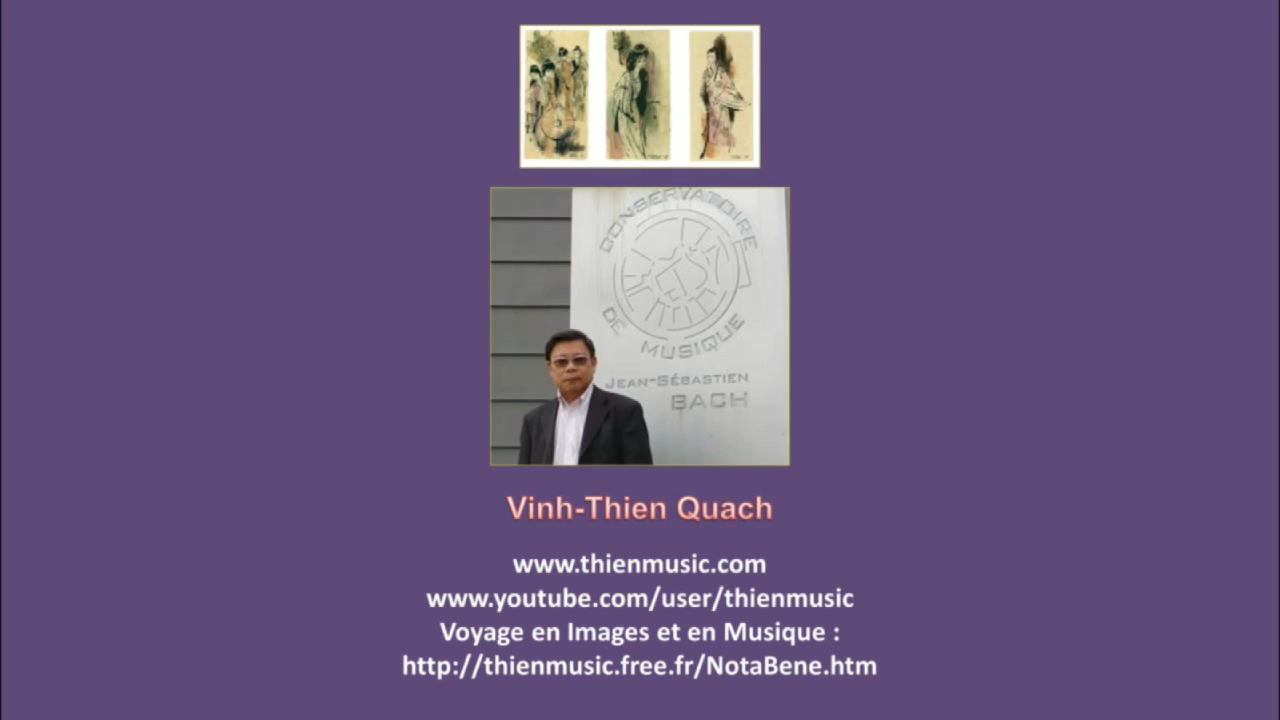 CONSERVATOIRE
DE MUSIQUE
JEAN-SÉBASTIEN
BACH
Vinh-Thien Quach
www.thienmusic.com
www.youtube.com/user/thienmusic
Voyage en Images et en Musique :
http://thienmusic.free.fr/NotaBene.htm